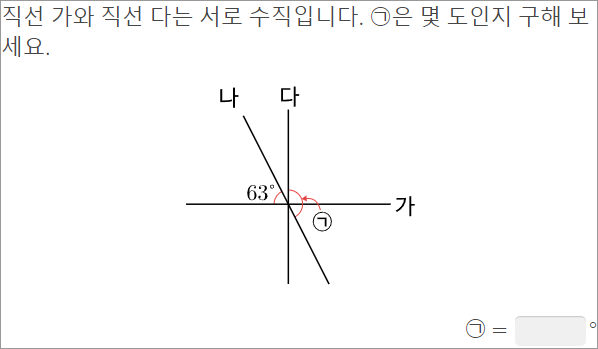 직선 가와 직선 다는 서로 수직입니다. ㉠은 몇 도인지 구해 보
세요.
나 다
63°
가
㉠
㉠ = °